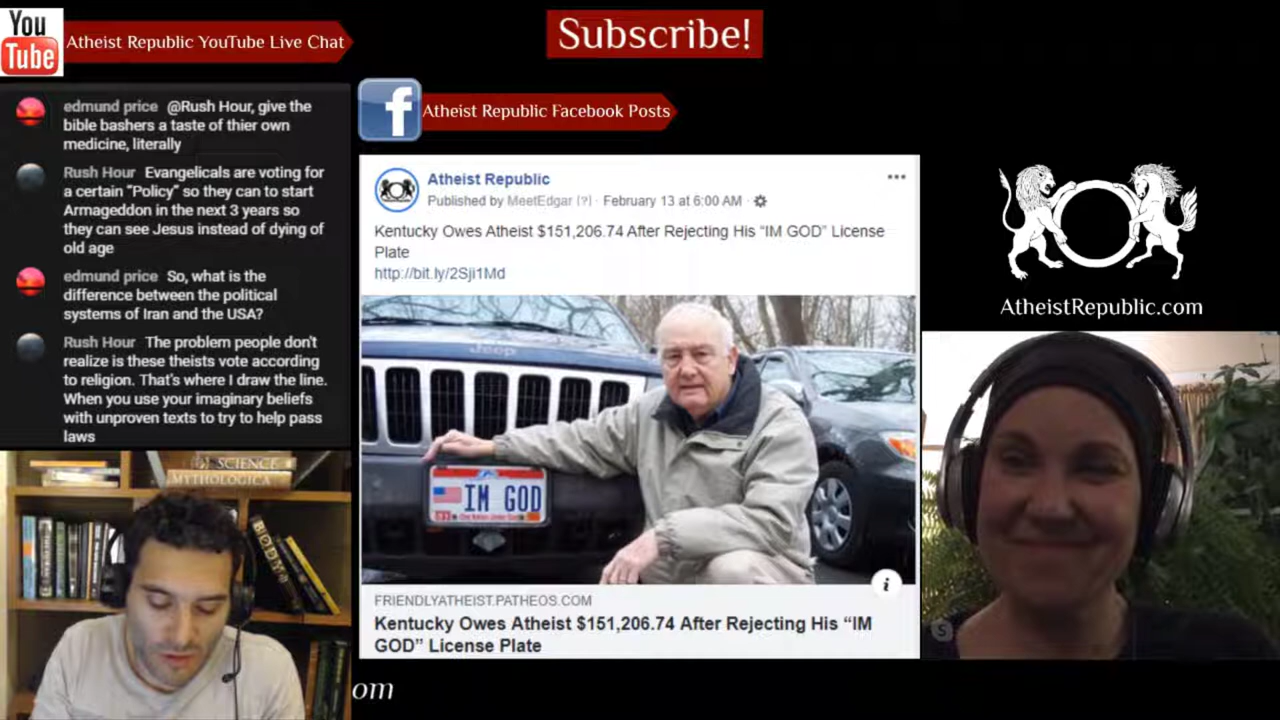 You
Tube
Atheist Republic YouTube Live Chat
Subscribe!
edmund price @Rush Hour, give the
bible bashers a taste of thier own
medicine, literally
Rush Hour Evangelicals are voting for
a certain "Policy" so they can to start
Armageddon in the next 3 years so
they can see Jesus instead of dying of
old age
edmund price So, what is the
difference between the political
systems of Iran and the USA?
Rush Hour The problem people don't
realize is these theists vote according
to religion. That's where I draw the line.
When you use your imaginary beliefs
with unproven texts to try to help pass
laws
f
Atheist Republic Facebook Posts
Atheist Republic
Published by MeetEdgar [?] · February 13 at 6:00 AM ·
Kentucky Owes Atheist $151,206.74 After Rejecting His “IM GOD” License
Plate
http://bit.ly/2Sji1Md
Jeep
IM GOD
i
FRIENDLYATHEIST.PATHEOS.COM
Kentucky Owes Atheist $151,206.74 After Rejecting His “IM
GOD” License Plate
AtheistRepublic.com
SCIENCE
MYTHOLOGICA
BODY
S
om